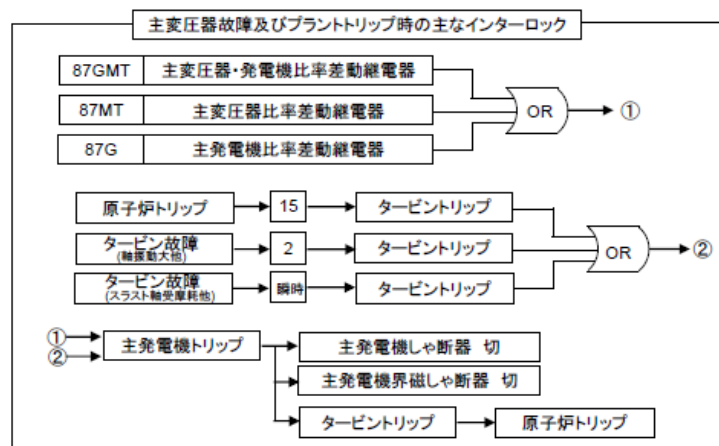 主変圧器故障及びプラントトリップ時の主なインターロック
87GMT 主変圧器・発電機比率差動継電器
87MT 主変圧器比率差動継電器
87G 主発電機比率差動継電器
OR
①
原子炉トリップ 15 タービントリップ
タービン故障
(軸振動大他)
2 タービントリップ
タービン故障
(スラスト軸受摩耗他)
瞬時 タービントリップ
OR
②
①
②
主発電機トリップ
主発電機しゃ断器 切
主発電機界磁しゃ断器 切
タービントリップ 原子炉トリップ